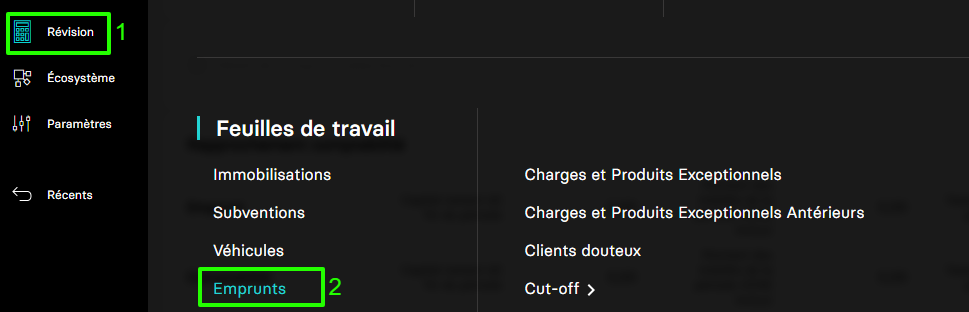 Révision
1
Écosystème
Paramètres
Récents
Feuilles de travail
Immobilisations
Subventions
Véhicules
Emprunts
2
Charges et Produits Exceptionnels
Charges et Produits Exceptionnels Antérieurs
Clients douteux
Cut-off >